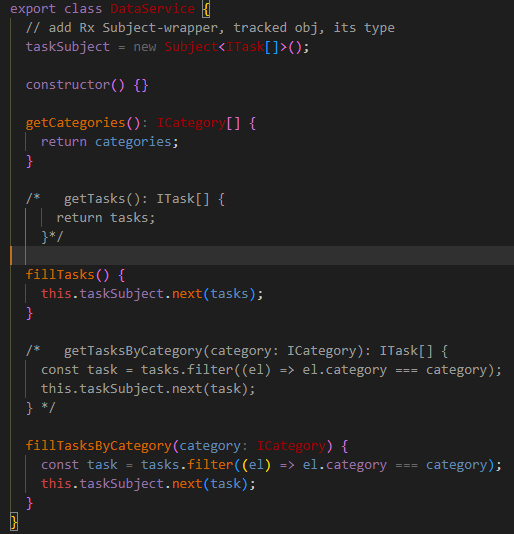 export class DataService {
  // add Rx Subject-wrapper, tracked obj, its type
  taskSubject = new Subject<ITask[]>();

  constructor() {}

  getCategories(): ICategory[] {
    return categories;
  }

  /*   getTasks(): ITask[] {
      return tasks;
    }*/

  fillTasks() {
    this.taskSubject.next(tasks);
  }

  /*   getTasksByCategory(category: ICategory): ITask[] {
    const task = tasks.filter((el) => el.category === category);
    this.taskSubject.next(task);
  } */

  fillTasksByCategory(category: ICategory) {
    const task = tasks.filter((el) => el.category === category);
    this.taskSubject.next(task);
  }
}